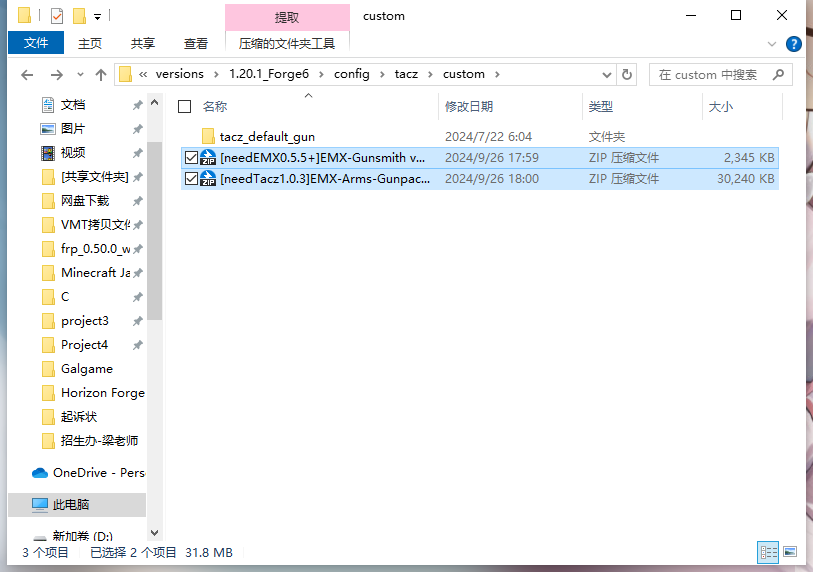 提取
custom
文件
主页
共享
查看
压缩的文件夹工具
« versions › 1.20.1_Forge6 › config › tacz › custom ›
在 custom 中搜索
文档
图片
视频
[共享文件夹]
网盘下载
VMT拷贝文件
frp_0.50.0_w
Minecraft Ja
C
project3
Project4
Galgame
Horizon Forge
起诉状
招生办-梁老师
OneDrive - Pers
此电脑
新加卷 (D:)
名称 修改日期 类型 大小
tacz_default_gun 2024/7/22 6:04 文件夹
ZIP [needEMX0.5.5+]EMX-Gunsmith v... 2024/9/26 17:59 ZIP 压缩文件 2,345 KB
ZIP [needTacz1.0.3]EMX-Arms-Gunpac... 2024/9/26 18:00 ZIP 压缩文件 30,240 KB
3 个项目 已选择 2 个项目 31.8 MB